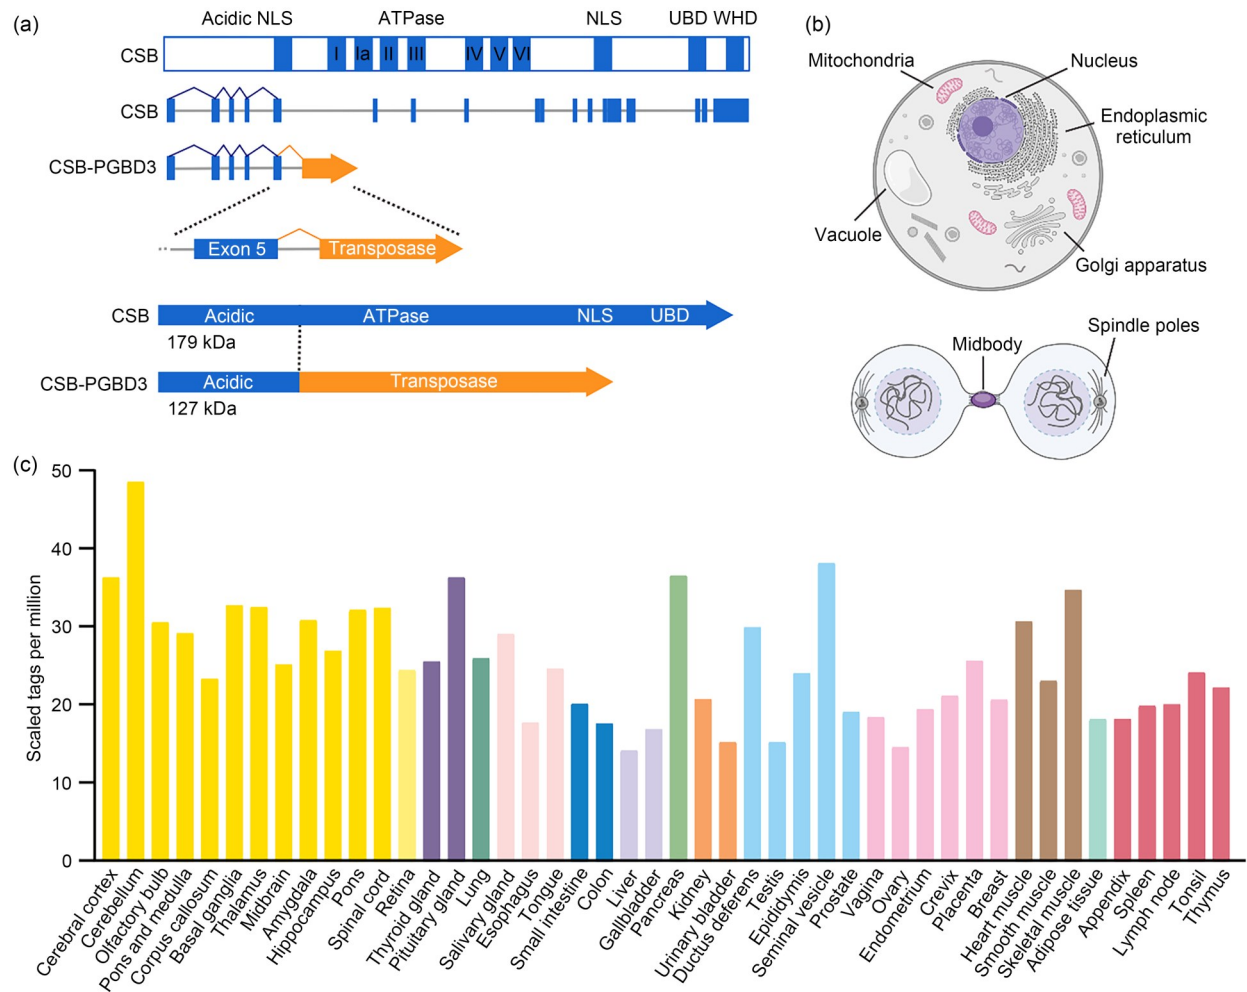 (a)
Acidic NLS ATPase NLS UBD WHD
CSB I Ia II III IV V VI
CSB
CSB-PGBD3
Exon 5 Transposase
CSB Acidic ATPase NLS UBD
179 kDa
CSB-PGBD3 Acidic Transposase
127 kDa
(b)
Mitochondria
Nucleus
Endoplasmic
reticulum
Vacuole
Golgi apparatus
Spindle poles
Midbody
(c)
Scaled tags per million
50
40
30
20
10
0
Cerebral cortex
Cerebellum
Olfactory bulb
Pons and medulla
Corpus callosum
Basal ganglia
Thalamus
Midbrain
Amygdala
Hippocampus
Pons
Spinal cord
Retina
Thyroid gland
Pituitary gland
Lung
Salivary gland
Esophagus
Tongue
Small intestine
Colon
Liver
Gallbladder
Pancreas
Kidney
Urinary bladder
Ductus deferens
Testis
Epididymis
Seminal vesicle
Prostate
Vagina
Ovary
Endometrium
Crevix
Placenta
Breast
Heart muscle
Smooth muscle
Skeletal muscle
Adipose tissue
Appendix
Spleen
Lymph node
Tonsil
Thymus